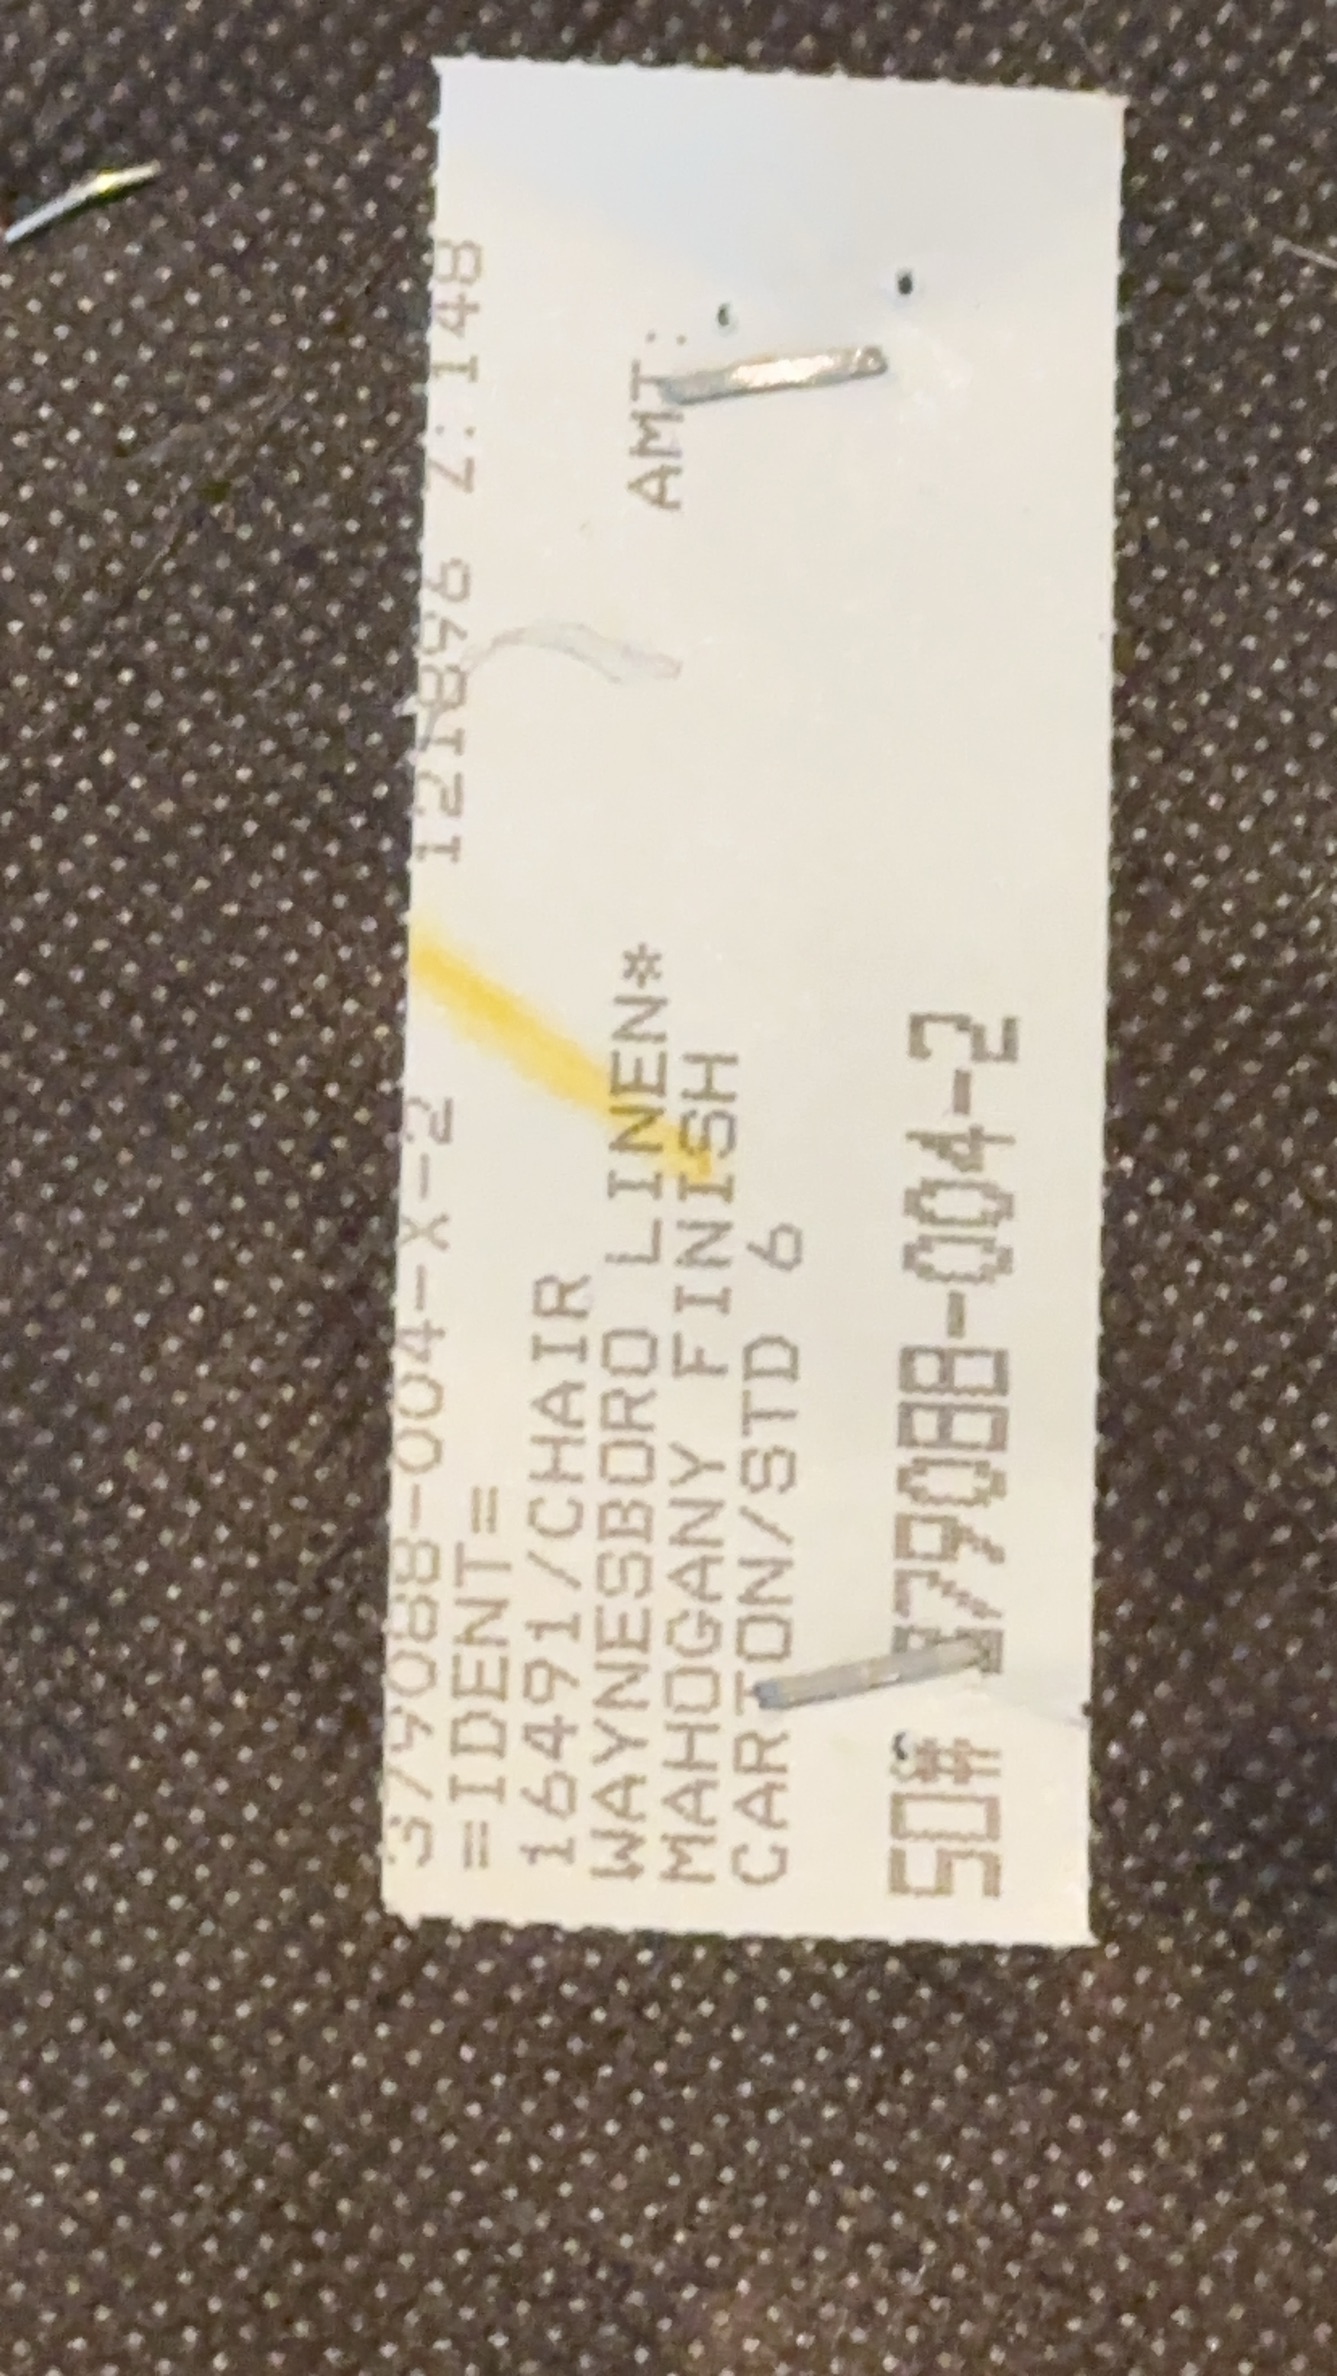 379088-004-X-2 121896 Z:148
=IDENT=
16491/CHAIR AMT:
WAYNESBORO LINEN*
MAHOGANY FINISH
CARTON/STD 6
SO# 379088-004-2